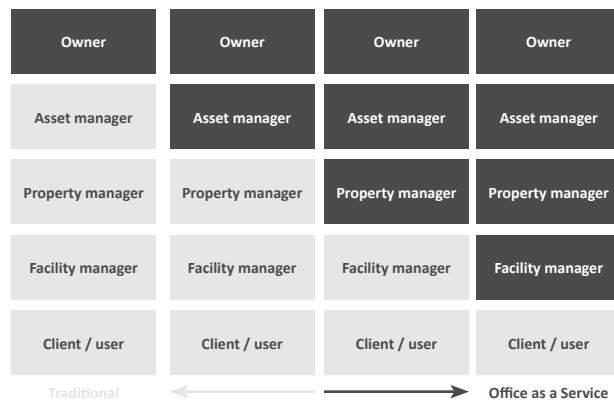 Owner Owner Owner Owner
Asset manager Asset manager Asset manager Asset manager
Property manager Property manager Property manager Property manager
Facility manager Facility manager Facility manager Facility manager
Client / user Client / user Client / user Client / user
Traditional Office as a Service